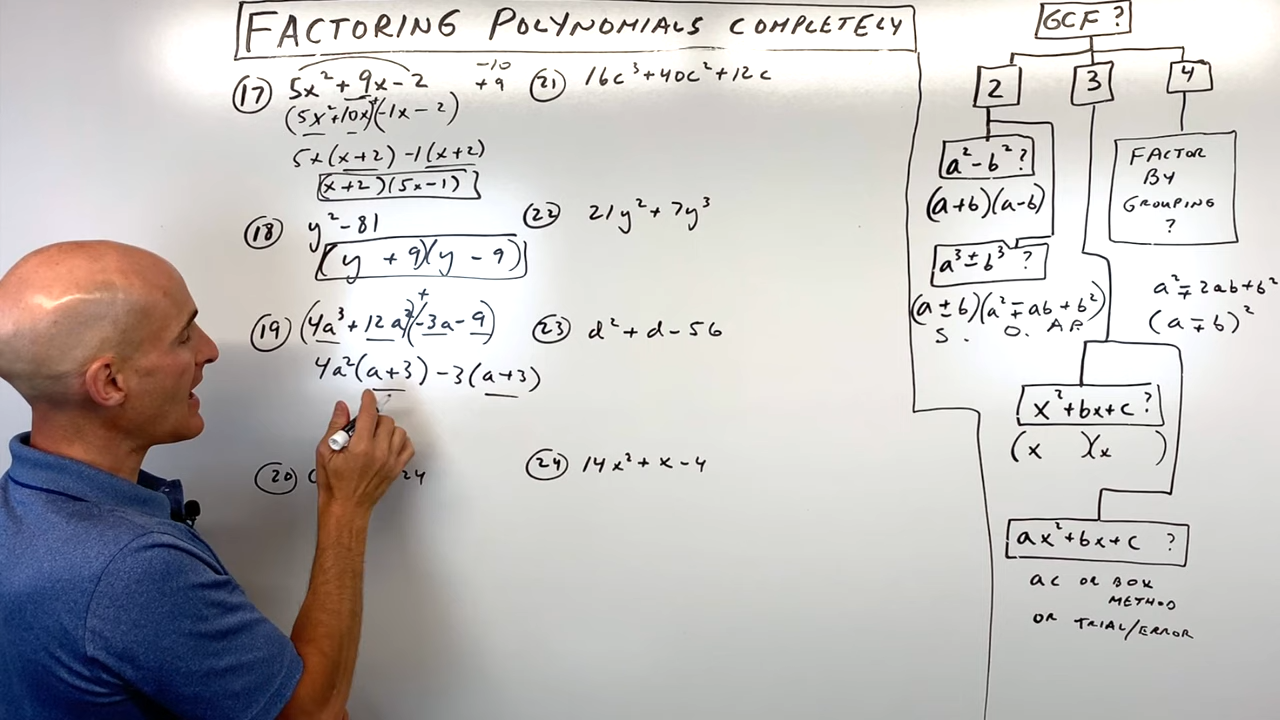 FACTORING POLYNOMIALS COMPLETELY
17 5x² + 9x - 2
-10
+9
(5x² + 10x) + (-1x - 2)
5x(x+2) -1(x+2)
(x+2)(5x-1)
18 y² - 81
(y + 9)(y - 9)
19 (4a³ + 12a²) + (-3a - 9)
4a²(a+3) - 3(a+3)
20 24
21 16c³ + 40c² + 12c
22 21y² + 7y³
23 d² + d - 56
24 14x² + x - 4
GCF ?
2 3 4
a² - b² ?
(a+b)(a-b)
a³ ± b³ ?
(a ± b)(a² ∓ ab + b²)
S. O. AP
FACTOR
BY
GROUPING
?
a² ∓ 2ab + b²
(a ∓ b)²
x² + bx + c ?
(x )(x )
ax² + bx + c ?
ac OR BOX
METHOD
OR TRIAL/ERROR